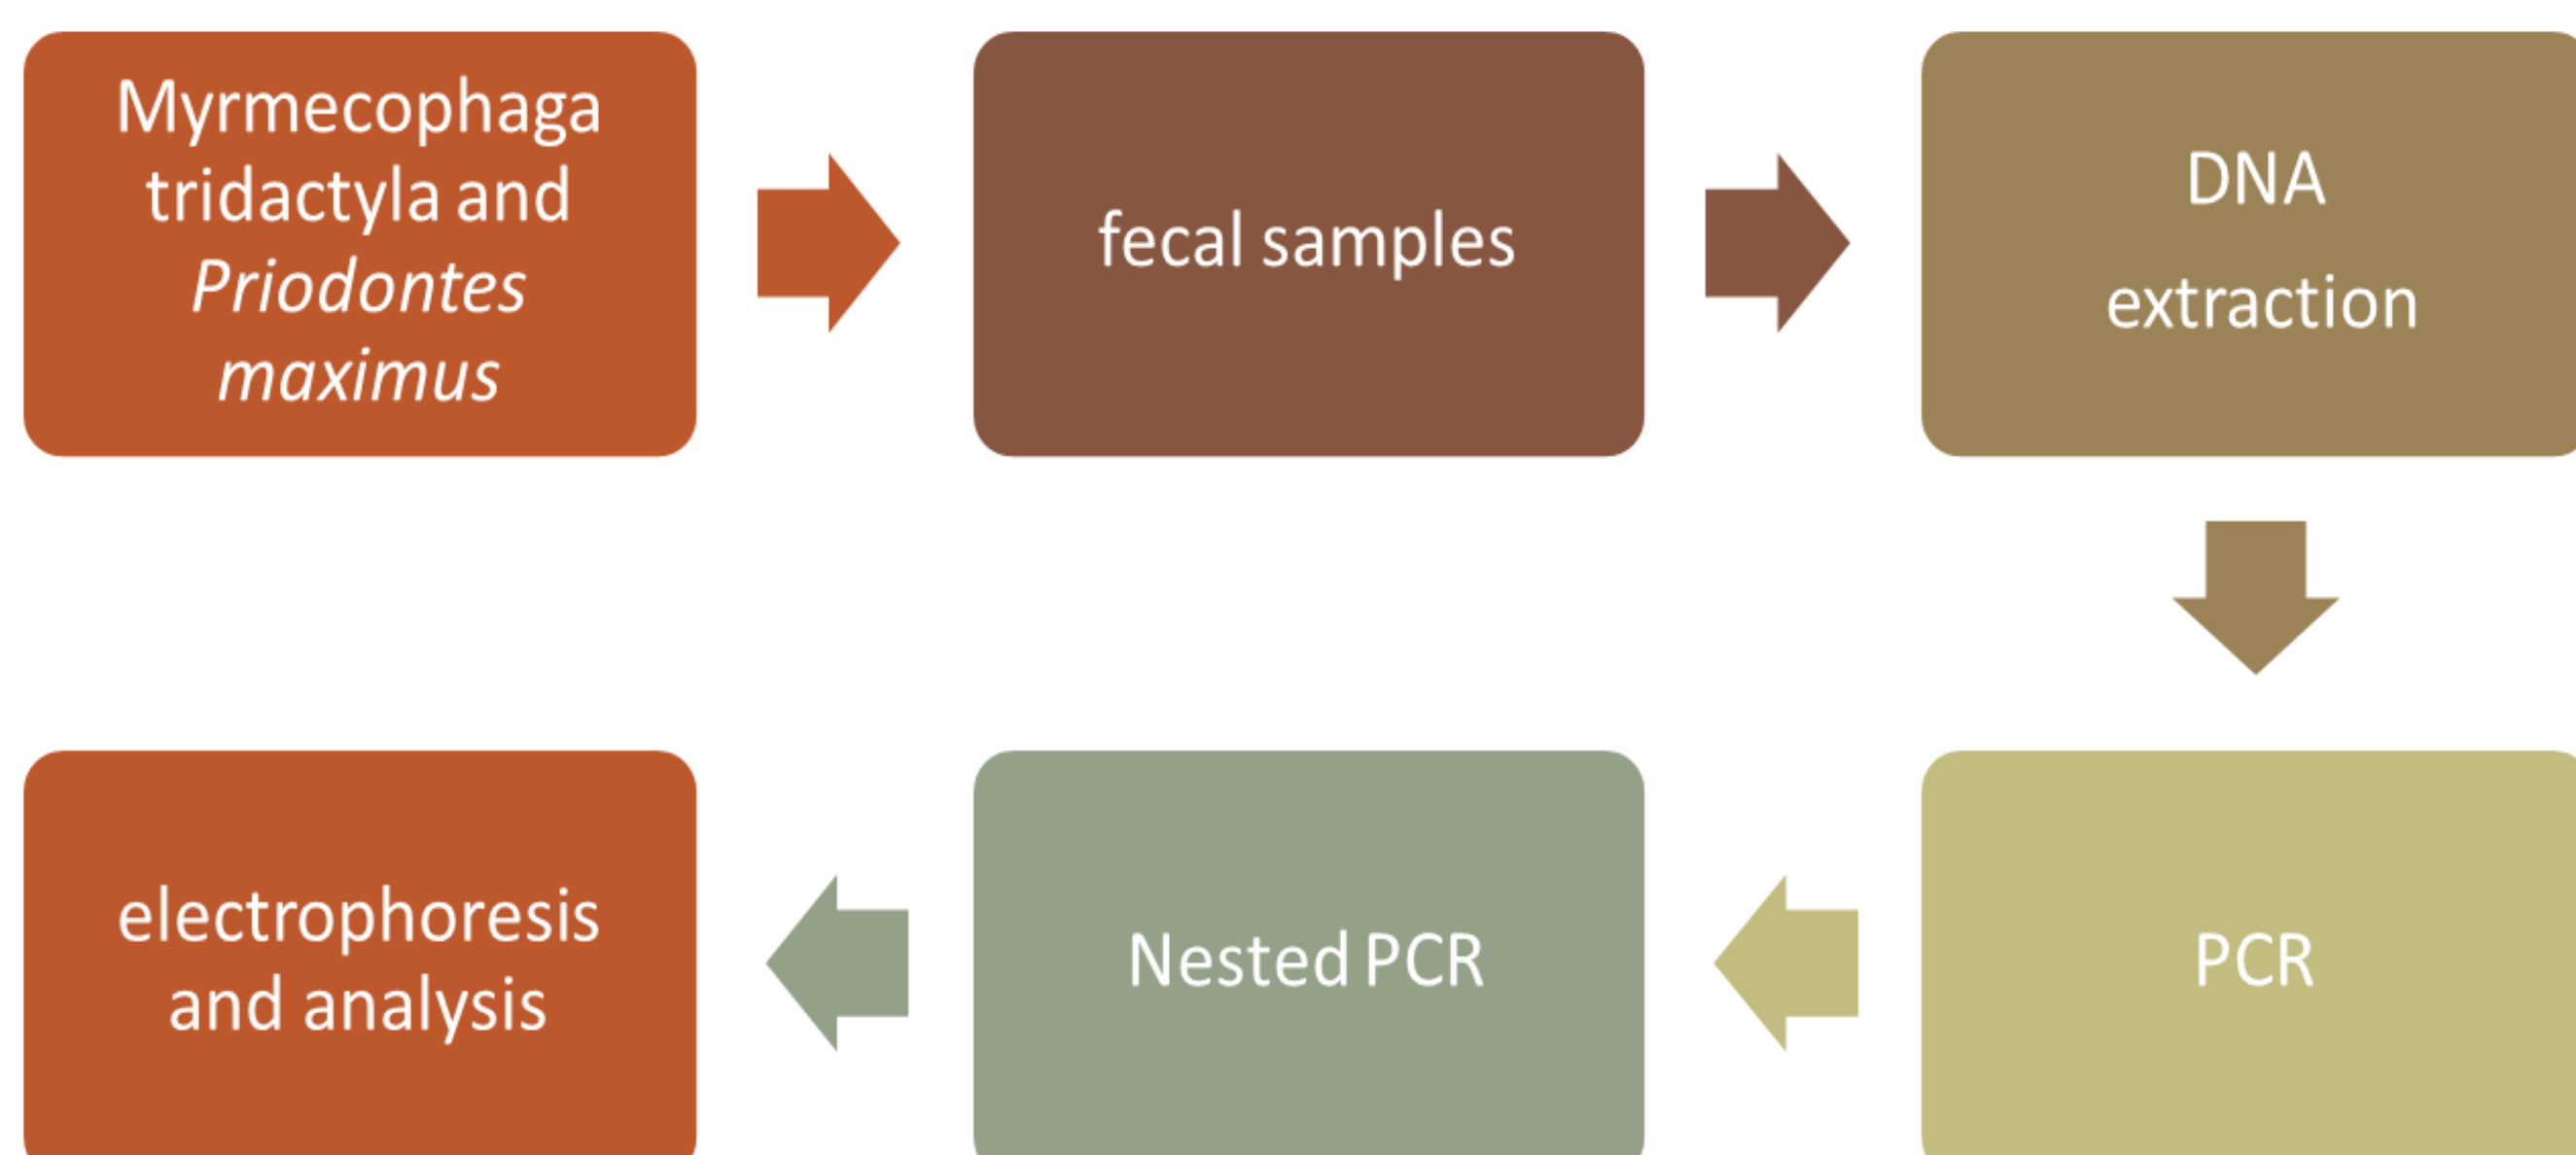 Myrmecophaga
tridactyla and
Priodontes
maximus
fecal samples
DNA
extraction
PCR
Nested PCR
electrophoresis
and analysis